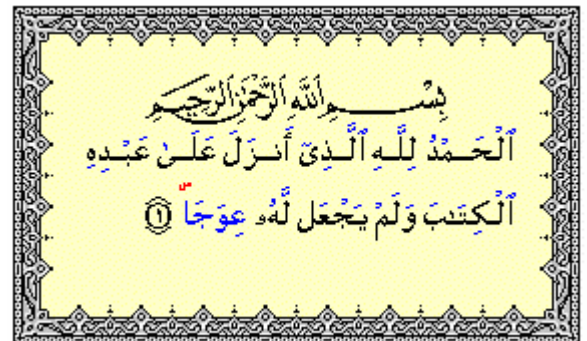 بِسْمِ ٱللَّهِ ٱلرَّحْمَٰنِ ٱلرَّحِيمِ
ٱلْحَمْدُ لِلَّهِ ٱلَّذِىٓ أَنزَلَ عَلَىٰ عَبْدِهِ
ٱلْكِتَٰبَ وَلَمْ يَجْعَل لَّهُۥ عِوَجَاۜ ۝١